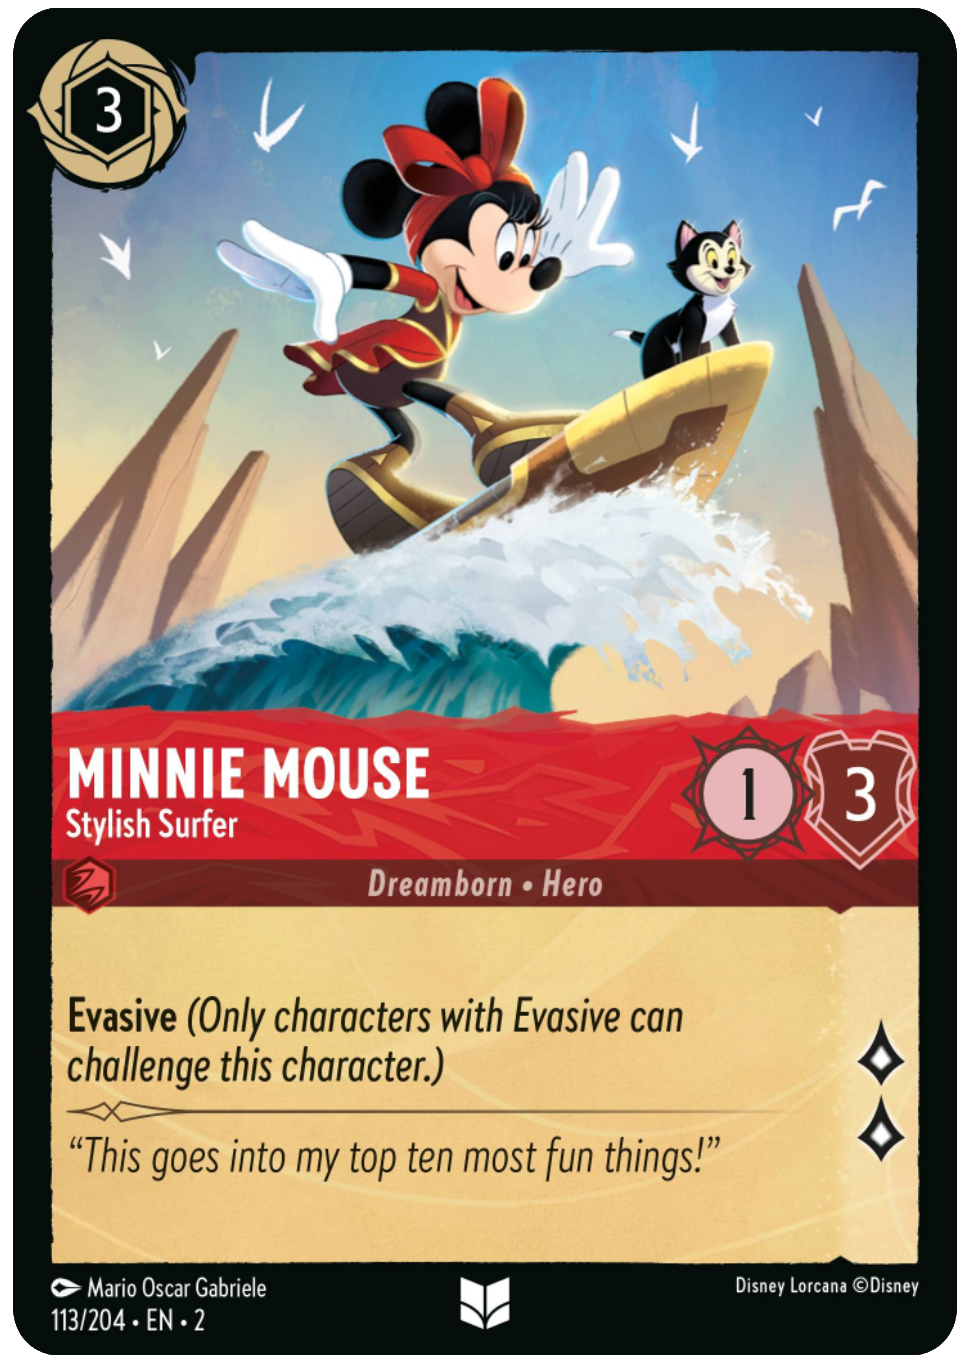 3
MINNIE MOUSE
1
3
Stylish Surfer
Dreamborn • Hero
Evasive (Only characters with Evasive can
challenge this character.)
“This goes into my top ten most fun things!”
Mario Oscar Gabriele
Disney Lorcana ©Disney
113/204 • EN • 2